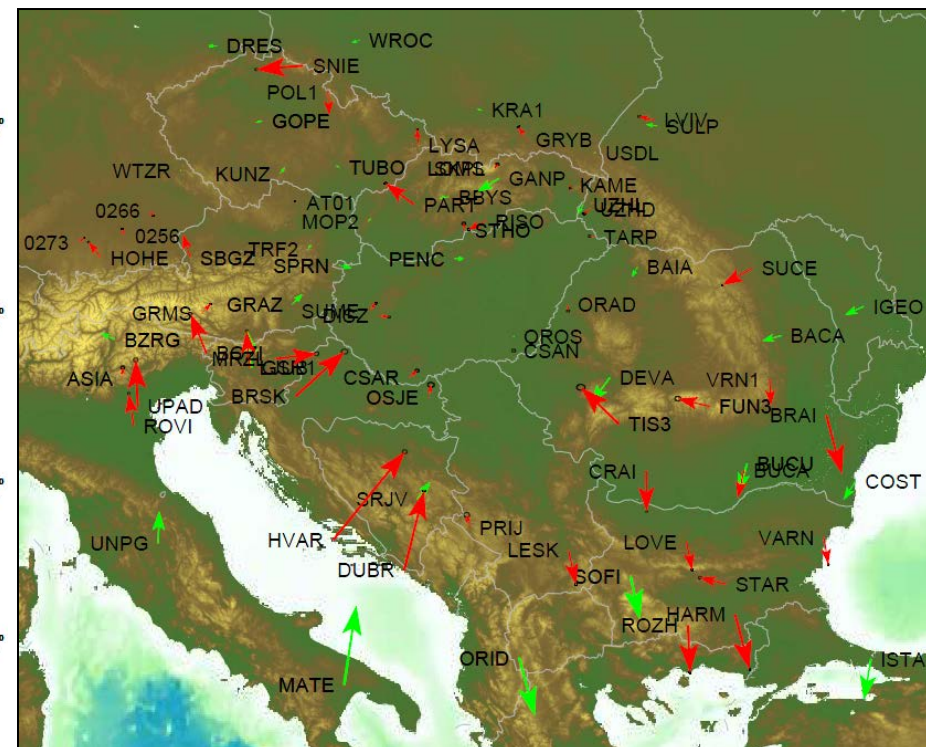 DRES
WROC
SNIE
POL1
GOPE
KRA1
LVIV
SULP
GRYB
LYSA
USDL
WTZR
KUNZ
TUBO
GANP
KAME
BBYS
UZHL
UZHD
0266
AT01
MOP2
PART
RISO
STHO
TARP
0273
0256
HOHE
SBGZ
TRF2
SPRN
PENC
BAIA
SUCE
GRMS
GRAZ
SUME
DISZ
ORAD
IGEO
BZRG
OROS
CSAN
BACA
ASIA
BRSK
CSAR
OSJE
DEVA
VRN1
UPAD
ROVI
TIS3
FUN3
BRAI
CRAI
BUCU
BUCA
COST
SRJV
UNPG
HVAR
PRIJ
DUBR
LESK
LOVE
VARN
SOFI
STAR
ROZH
HARM
MATE
ORID
ISTA